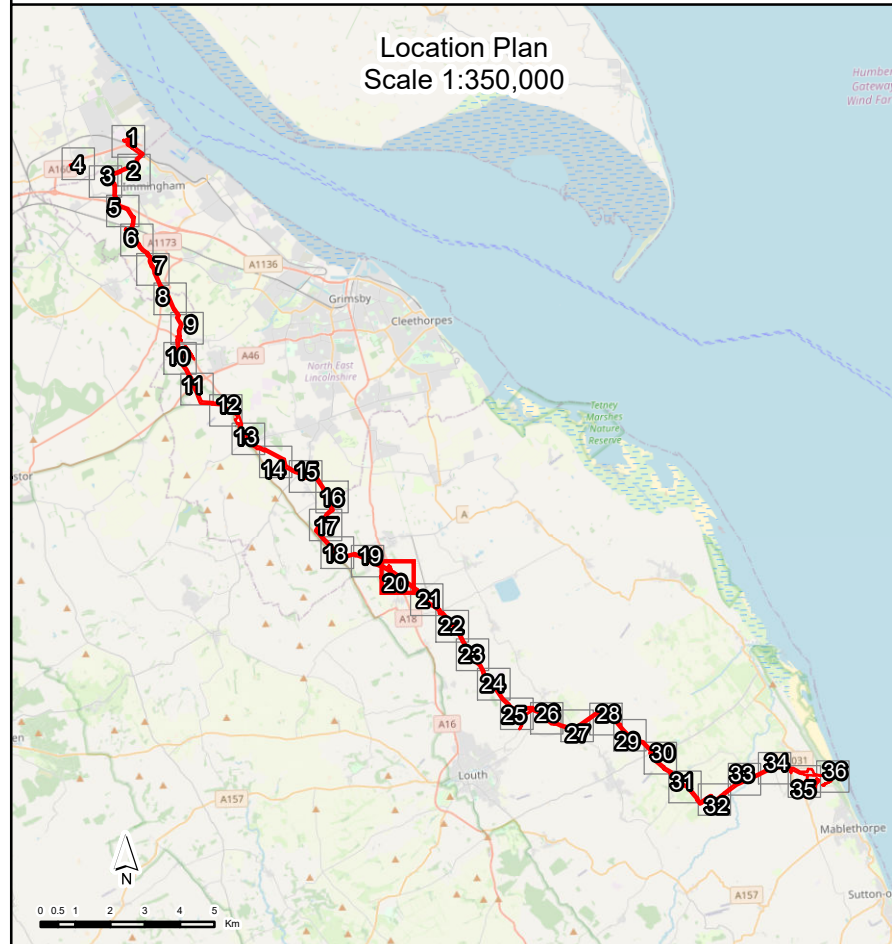 Location Plan
Scale 1:350,000
Humber
Gateway
Wind Far
1
A160
4
3
2
Immingham
5
6
A1173
7
A1136
8
Grimsby
9
Cleethorpes
10
A46
North East
Lincolnshire
11
12
Tetney
Marshes
Nature
Reserve
13
14
15
stor
16
17
A
18
19
20
21
A18
22
23
24
25
26
28
A16
27
29
en
30
Louth
34
031
33
36
31
35
A157
32
Mablethorpe
N
A157
Sutton-o
0 0.5 1 2 3 4 5
Km